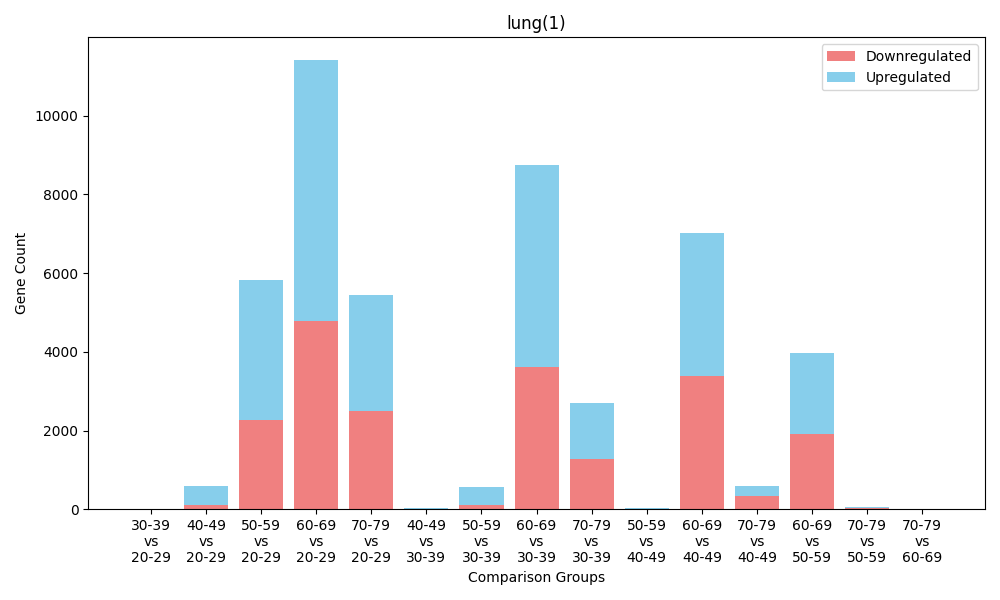 lung(1)
Downregulated
Upregulated
Gene Count
10000
8000
6000
4000
2000
0
30-39 vs 20-29
40-49 vs 20-29
50-59 vs 20-29
60-69 vs 20-29
70-79 vs 20-29
40-49 vs 30-39
50-59 vs 30-39
60-69 vs 30-39
70-79 vs 30-39
50-59 vs 40-49
60-69 vs 40-49
70-79 vs 40-49
60-69 vs 50-59
70-79 vs 50-59
70-79 vs 60-69
Comparison Groups